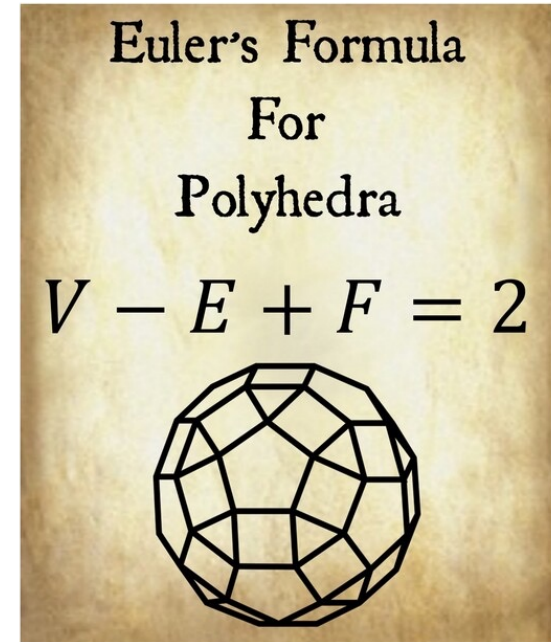 Euler's Formula
For
Polyhedra
V − E + F = 2